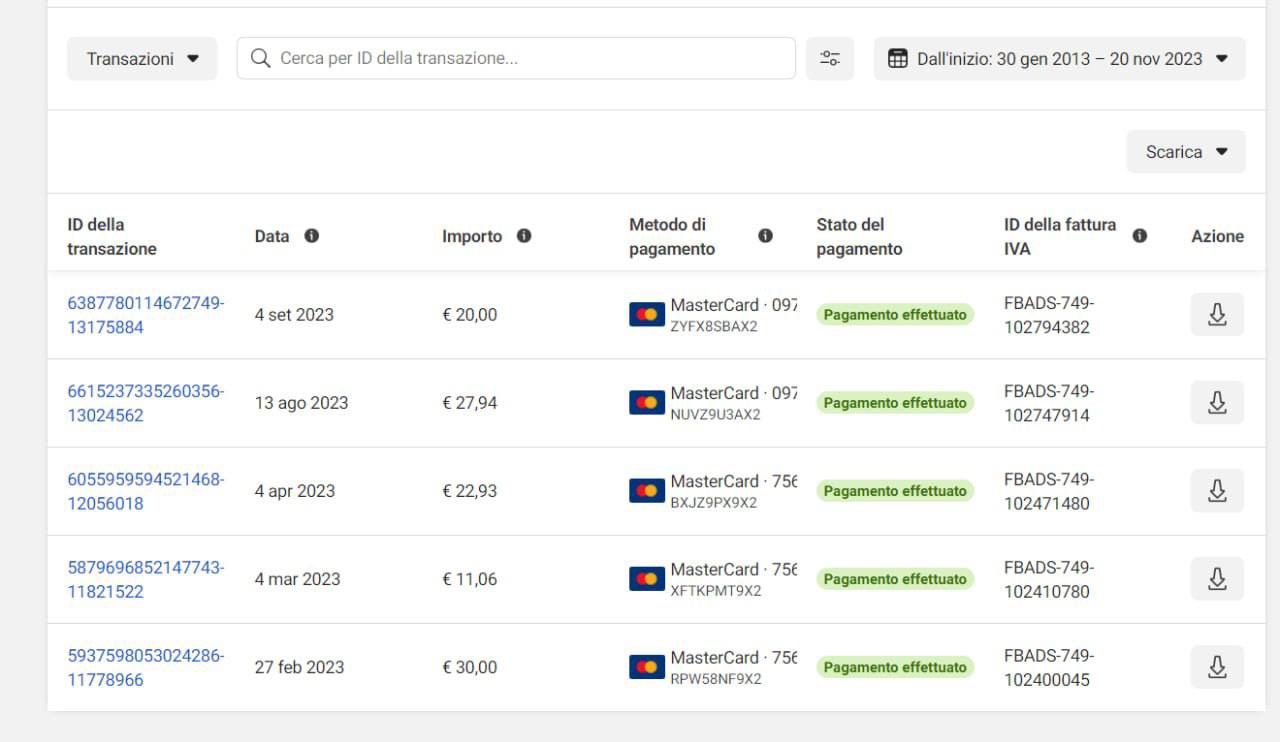 Transazioni
Cerca per ID della transazione...
Dall'inizio: 30 gen 2013 – 20 nov 2023
Scarica
ID della transazione
Data
Importo
Metodo di pagamento
Stato del pagamento
ID della fattura IVA
Azione
6387780114672749-
13175884
4 set 2023
€ 20,00
MasterCard · 097
ZYFX8SBAX2
Pagamento effettuato
FBADS-749-
102794382
6615237335260356-
13024562
13 ago 2023
€ 27,94
MasterCard · 097
NUVZ9U3AX2
Pagamento effettuato
FBADS-749-
102747914
6055959594521468-
12056018
4 apr 2023
€ 22,93
MasterCard · 756
BXJZ9PX9X2
Pagamento effettuato
FBADS-749-
102471480
5879696852147743-
11821522
4 mar 2023
€ 11,06
MasterCard · 756
XFTKPMT9X2
Pagamento effettuato
FBADS-749-
102410780
5937598053024286-
11778966
27 feb 2023
€ 30,00
MasterCard · 756
RPW58NF9X2
Pagamento effettuato
FBADS-749-
102400045